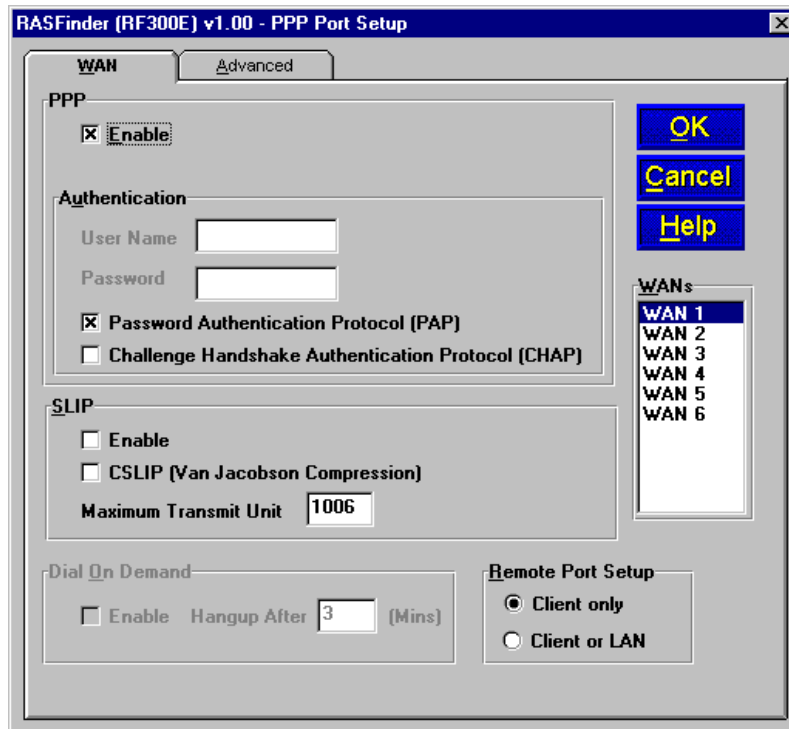 RASFinder (RF300E) v1.00 - PPP Port Setup
WAN
Advanced
PPP
Enable
Authentication
User Name
Password
Password Authentication Protocol (PAP)
Challenge Handshake Authentication Protocol (CHAP)
SLIP
Enable
CSLIP (Van Jacobson Compression)
Maximum Transmit Unit 1006
Dial On Demand
Enable Hangup After 3 (Mins)
OK
Cancel
Help
WANs
WAN 1
WAN 2
WAN 3
WAN 4
WAN 5
WAN 6
Remote Port Setup
Client only
Client or LAN